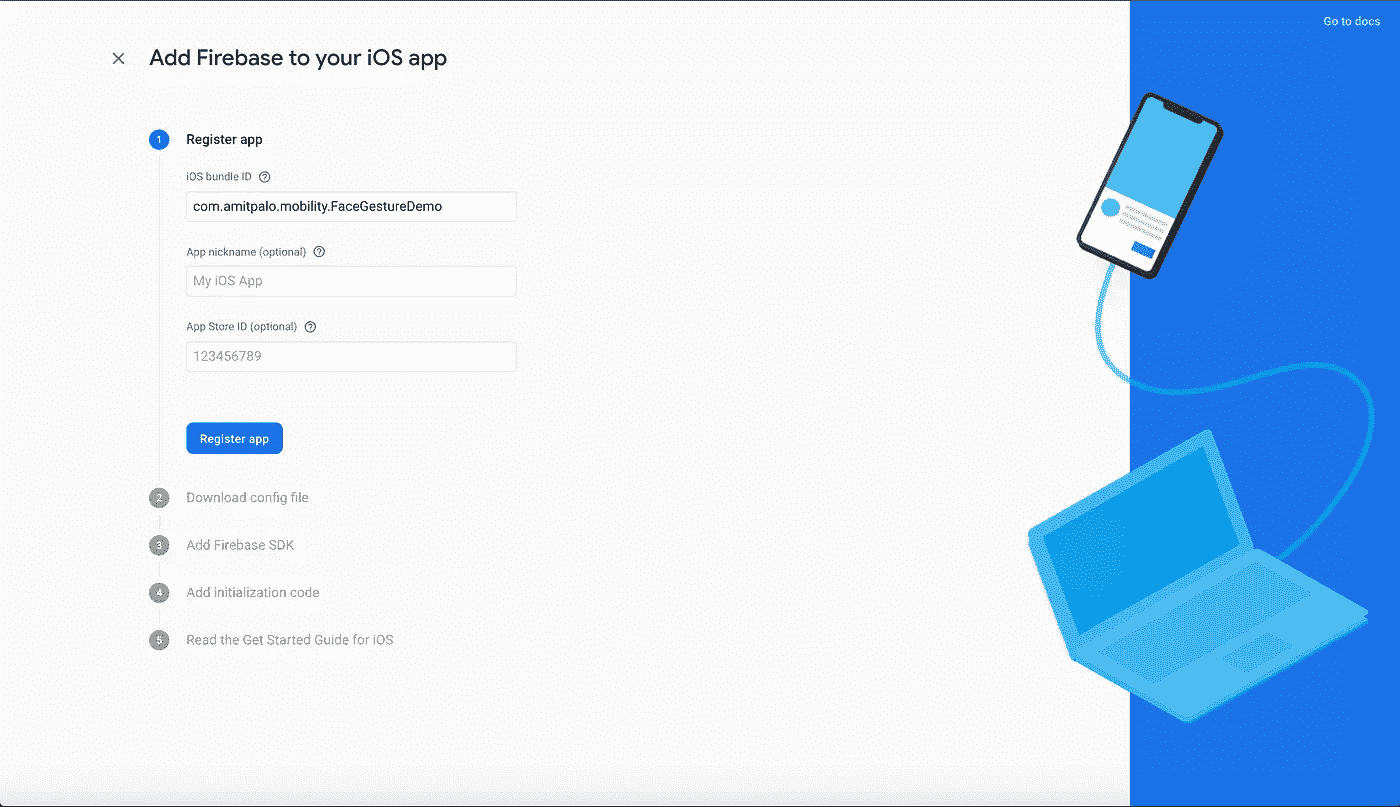 Go to docs
Add Firebase to your iOS app
1 Register app
iOS bundle ID
com.amitpalo.mobility.FaceGestureDemo
App nickname (optional)
My iOS App
App Store ID (optional)
123456789
Register app
2 Download config file
3 Add Firebase SDK
4 Add initialization code
5 Read the Get Started Guide for iOS